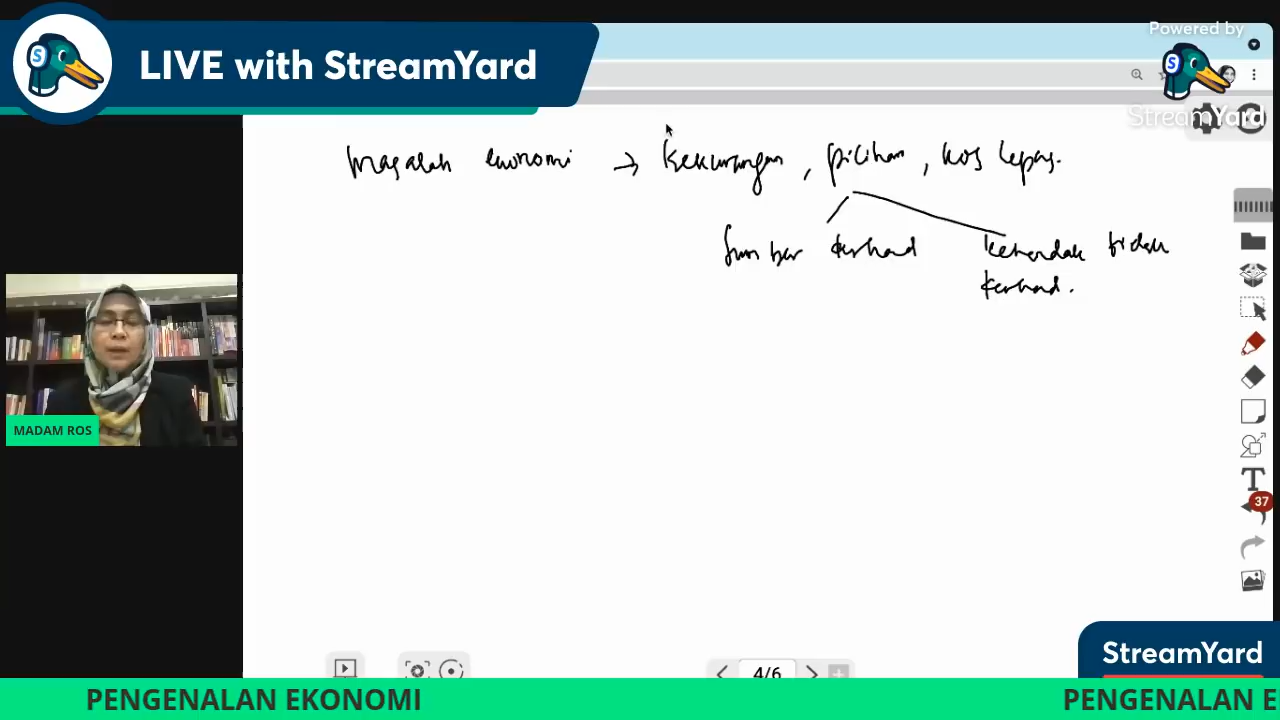 Powered by
LIVE with StreamYard
StreamYard
Masalah ekonomi → Kekurangan, pilihan, kos lepas.
Sumber terhad
Kehendak tidak
terhad.
MADAM ROS
37
4/6
StreamYard
PENGENALAN EKONOMI
PENGENALAN E